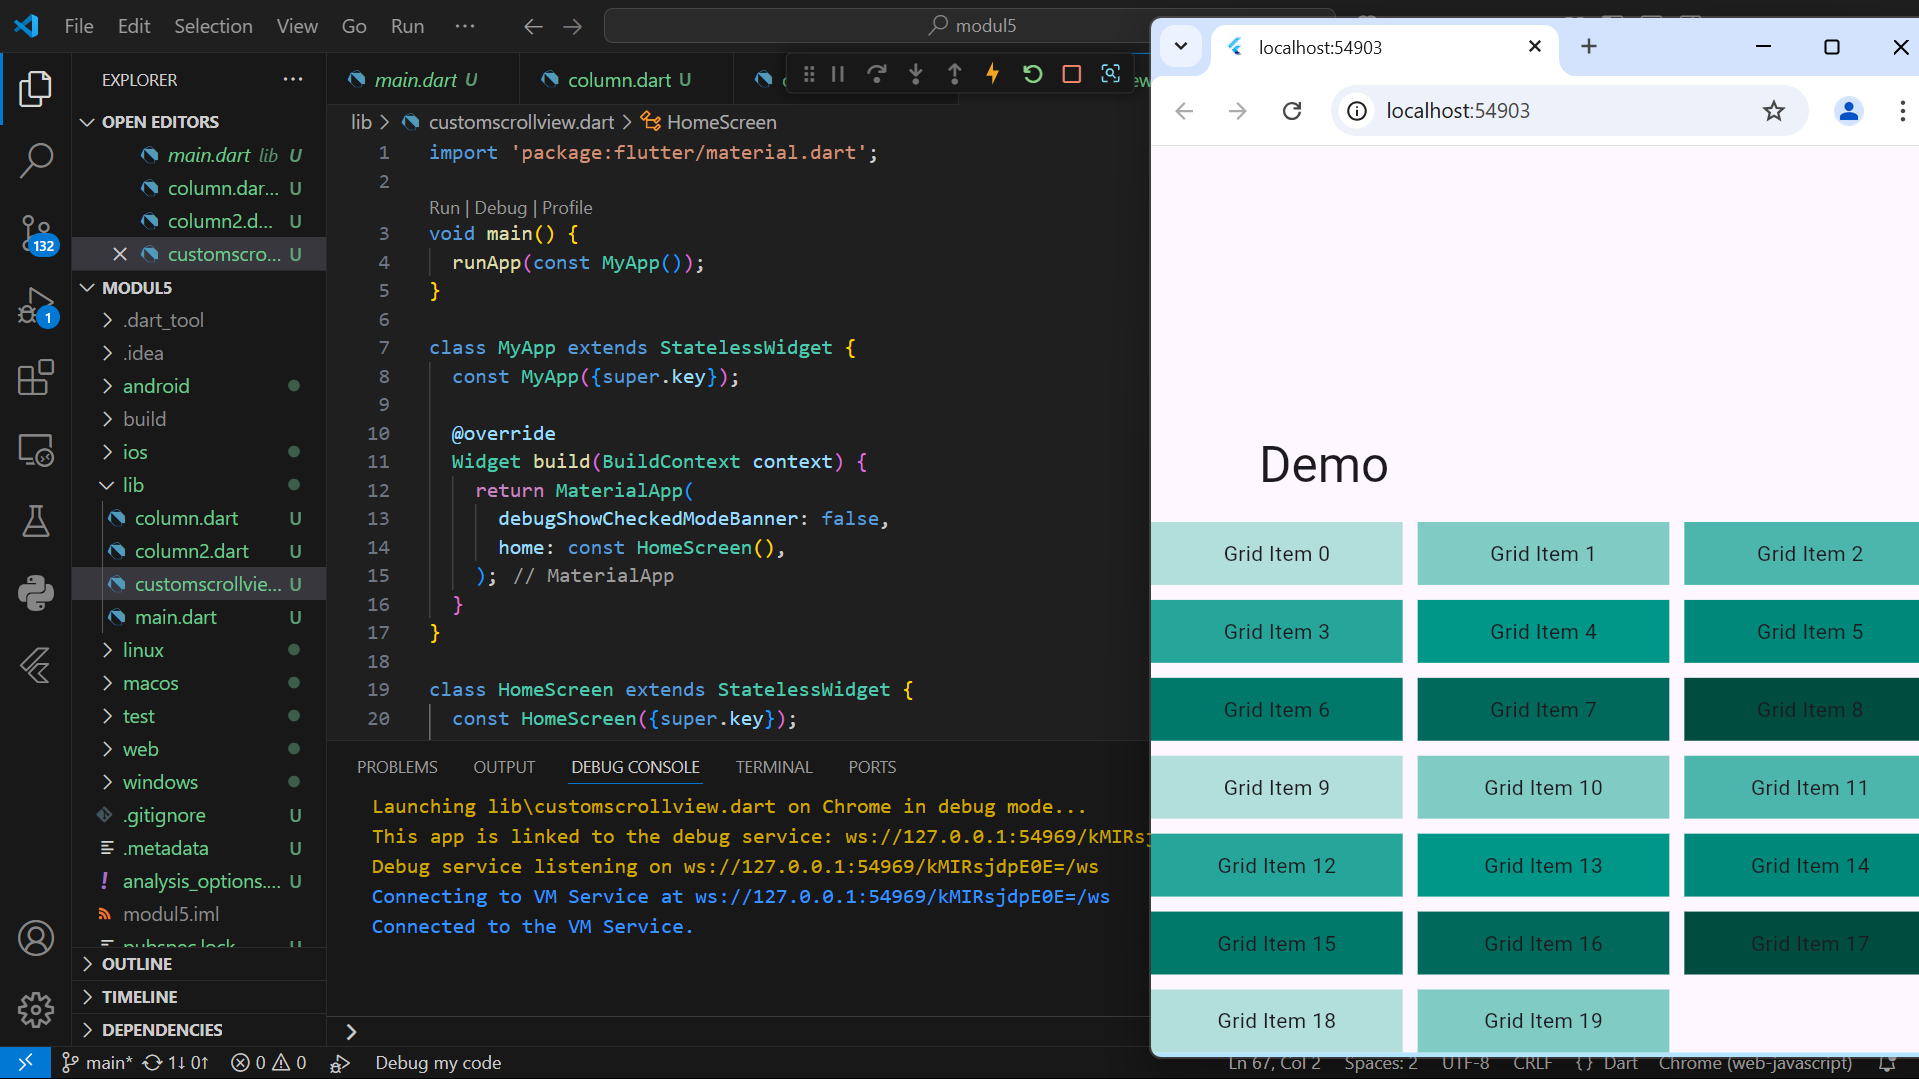 File Edit Selection View Go Run ···
modul5
EXPLORER
OPEN EDITORS
main.dart lib U
column.dar... U
column2.d... U
customscro... U
MODUL5
.dart_tool
.idea
android
build
ios
lib
column.dart U
column2.dart U
customscrollvie... U
main.dart U
linux
macos
test
web
windows
.gitignore U
.metadata U
analysis_options.... U
modul5.iml
pubspec.lock U
OUTLINE
TIMELINE
DEPENDENCIES
132
1
main.dart U
column.dart U
lib > customscrollview.dart > HomeScreen
1 import 'package:flutter/material.dart';
2
Run | Debug | Profile
3 void main() {
4 runApp(const MyApp());
5 }
6
7 class MyApp extends StatelessWidget {
8 const MyApp({super.key});
9
10 @override
11 Widget build(BuildContext context) {
12 return MaterialApp(
13 debugShowCheckedModeBanner: false,
14 home: const HomeScreen(),
15 ); // MaterialApp
16 }
17 }
18
19 class HomeScreen extends StatelessWidget {
20 const HomeScreen({super.key});
PROBLEMS OUTPUT DEBUG CONSOLE TERMINAL PORTS
Launching lib\customscrollview.dart on Chrome in debug mode...
This app is linked to the debug service: ws://127.0.0.1:54969/kMIRsj
Debug service listening on ws://127.0.0.1:54969/kMIRsjdpE0E=/ws
Connecting to VM Service at ws://127.0.0.1:54969/kMIRsjdpE0E=/ws
Connected to the VM Service.
main* 1↓ 0↑ 0 0 Debug my code
Ln 67, Col 2 Spaces: 2 UTF-8 CRLF {} Dart Chrome (web-javascript)
localhost:54903
localhost:54903
Demo
Grid Item 0 Grid Item 1 Grid Item 2
Grid Item 3 Grid Item 4 Grid Item 5
Grid Item 6 Grid Item 7 Grid Item 8
Grid Item 9 Grid Item 10 Grid Item 11
Grid Item 12 Grid Item 13 Grid Item 14
Grid Item 15 Grid Item 16 Grid Item 17
Grid Item 18 Grid Item 19